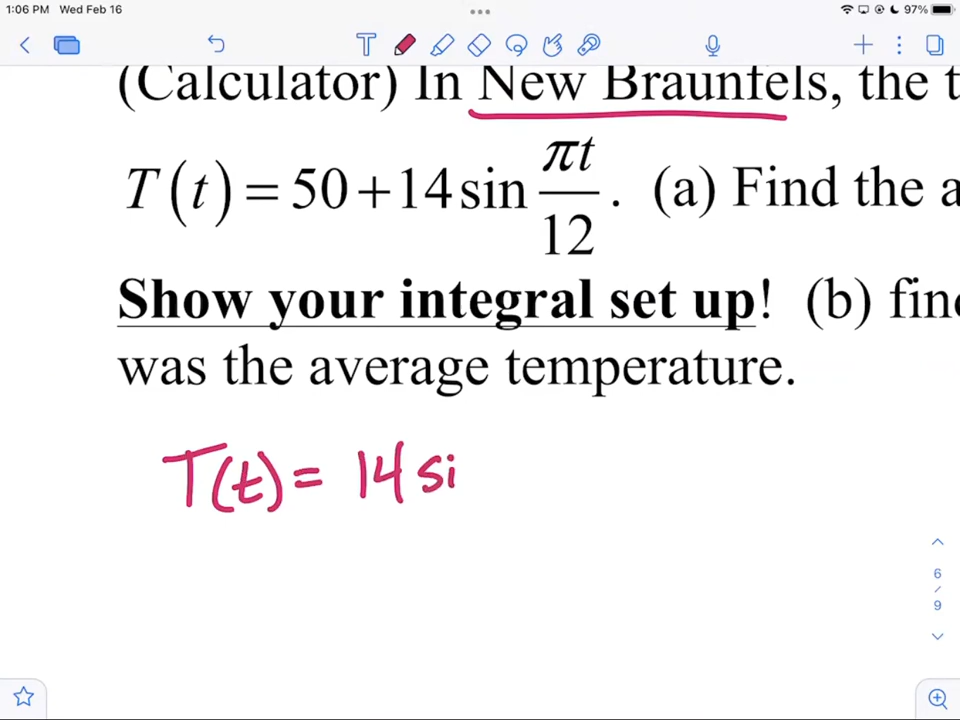 1:06 PM Wed Feb 16 97%
(Calculator) In New Braunfels, the t
T(t) = 50 + 14 sin πt/12 . (a) Find the a
Show your integral set up! (b) find
was the average temperature.
T(t) = 14 si
6
/
9